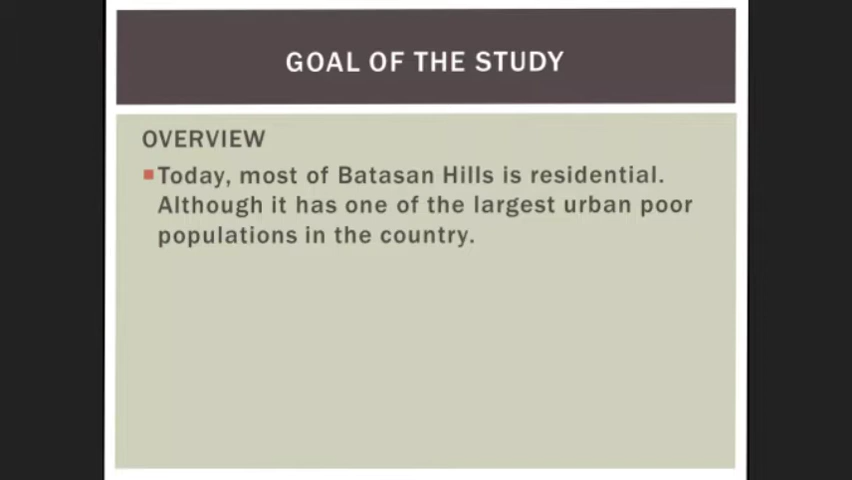 GOAL OF THE STUDY
OVERVIEW
Today, most of Batasan Hills is residential.
Although it has one of the largest urban poor
populations in the country.